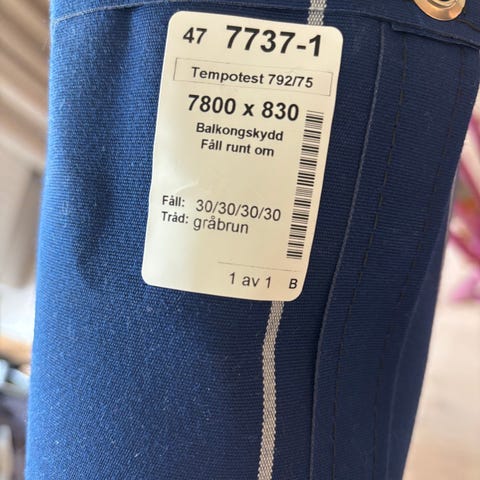 47 7737-1
Tempotest 792/75
7800 x 830
Balkongskydd
Fåll runt om
Fåll: 30/30/30/30
Tråd: gråbrun
1 av 1 B